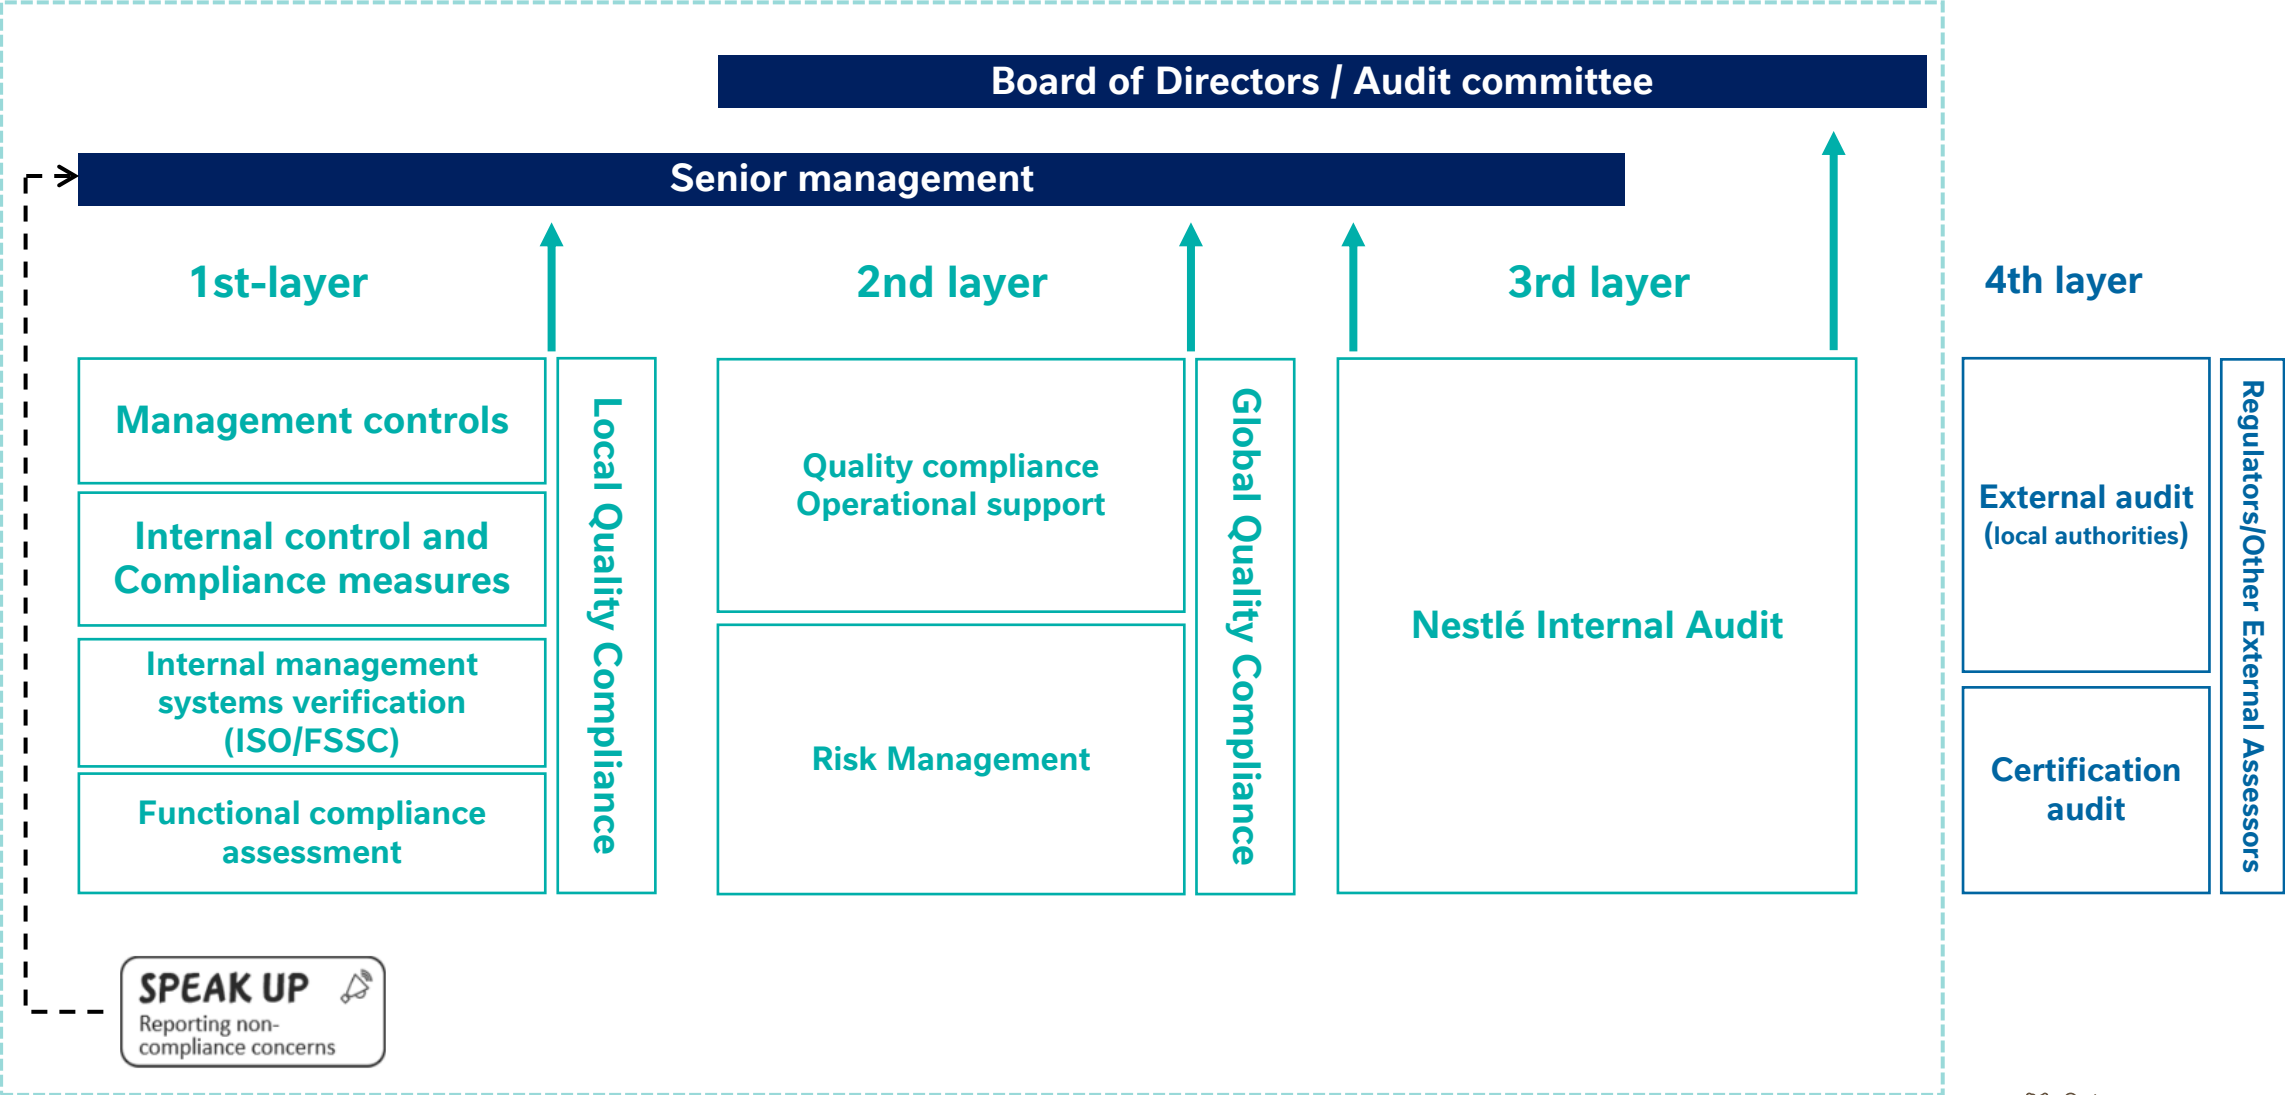 Board of Directors / Audit committee
Senior management
1st-layer
2nd layer
3rd layer
4th layer
Management controls
Internal control and
Compliance measures
Internal management
systems verification
(ISO/FSSC)
Functional compliance
assessment
Local Quality Compliance
Quality compliance
Operational support
Risk Management
Global Quality Compliance
Nestlé Internal Audit
External audit
(local authorities)
Certification
audit
Regulators/Other External Assessors
SPEAK UP
Reporting non-
compliance concerns